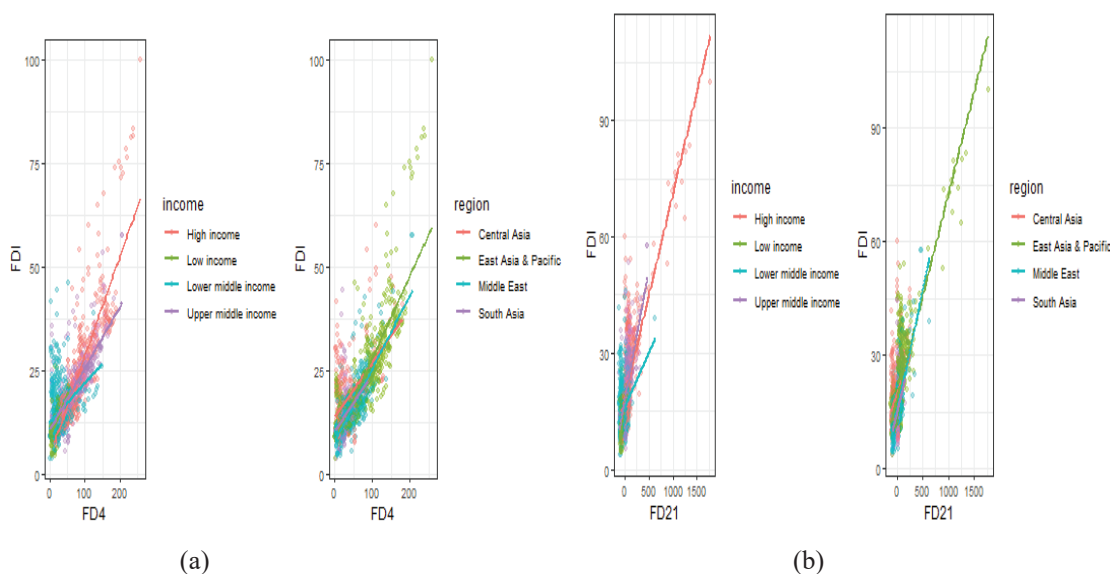 FDI
100
75
50
25
0
0 100 200
FD4
income
High income
Low income
Lower middle income
Upper middle income
FDI
100
75
50
25
0
0 100 200
FD4
region
Central Asia
East Asia & Pacific
Middle East
South Asia
(a)
FDI
90
60
30
0
0 500 1000 1500
FD21
income
High income
Low income
Lower middle income
Upper middle income
FDI
90
60
30
0
0 500 1000 1500
FD21
region
Central Asia
East Asia & Pacific
Middle East
South Asia
(b)